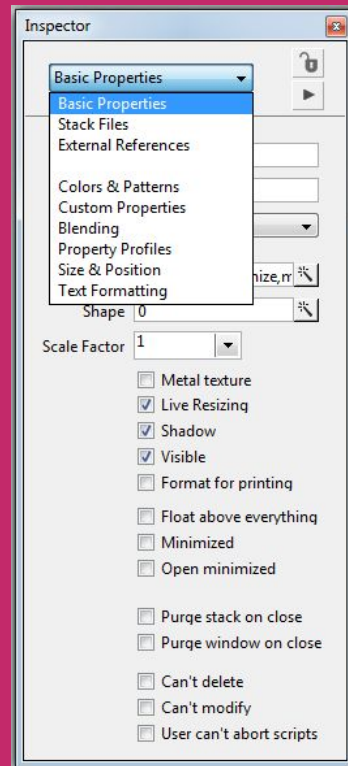 Inspector
Basic Properties
Basic Properties
Stack Files
External References
Colors & Patterns
Custom Properties
Blending
Property Profiles
Size & Position
Text Formatting
Shape 0
Scale Factor 1
Metal texture
Live Resizing
Shadow
Visible
Format for printing
Float above everything
Minimized
Open minimized
Purge stack on close
Purge window on close
Can't delete
Can't modify
User can't abort scripts